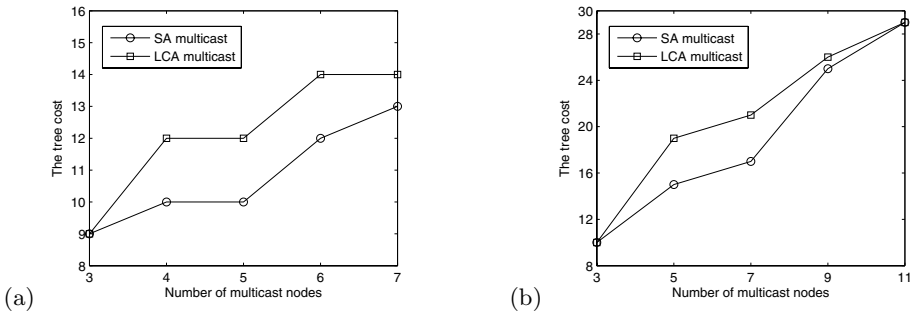 16
15
14
13
12
11
10
9
8
The tree cost
SA multicast
LCA multicast
3 4 5 6 7
Number of multicast nodes
(a)
30
26
24
20
16
12
8
The tree cost
SA multicast
LCA multicast
3 5 7 9 11
Number of multicast nodes
(b)